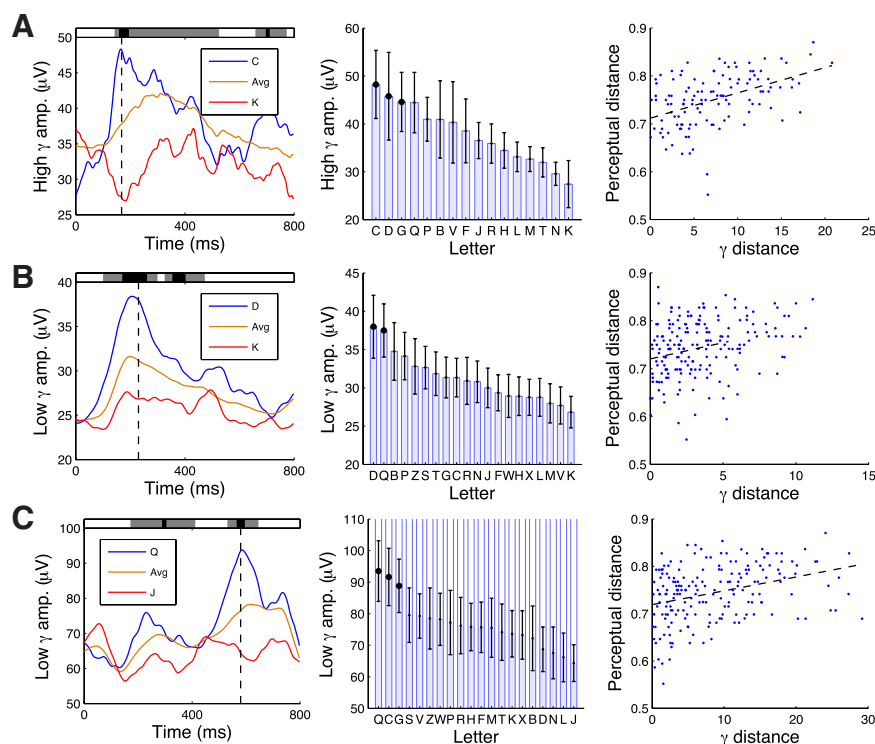 A
High γ amp. (μV)
50
45
40
35
30
25
0 400 800
Time (ms)
C
Avg
K
High γ amp. (μV)
60
50
40
30
20
C D G Q P B V F J R H L M T N K
Letter
Perceptual distance
0.9
0.8
0.7
0.6
0.5
0 5 10 15 20 25
γ distance
B
Low γ amp. (μV)
40
35
30
25
20
0 400 800
Time (ms)
D
Avg
K
Low γ amp. (μV)
45
40
35
30
25
20
15
D Q B P Z S T G C R N J F W H X L M V K
Letter
Perceptual distance
0.9
0.8
0.7
0.6
0.5
0 5 10 15
γ distance
C
Low γ amp. (μV)
100
90
80
70
60
50
0 400 800
Time (ms)
Q
Avg
J
Low γ amp. (μV)
110
100
90
80
70
60
50
Q C G S V Z W P R H F M T K X B D N L J
Letter
Perceptual distance
0.9
0.8
0.7
0.6
0.5
0 10 20 30
γ distance